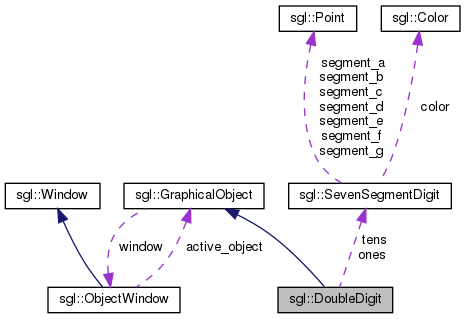 sgl::Point
sgl::Color
segment_a
segment_b
segment_c
segment_d
segment_e
segment_f
segment_g
color
sgl::Window
sgl::GraphicalObject
sgl::SevenSegmentDigit
window
active_object
tens
ones
sgl::ObjectWindow
sgl::DoubleDigit